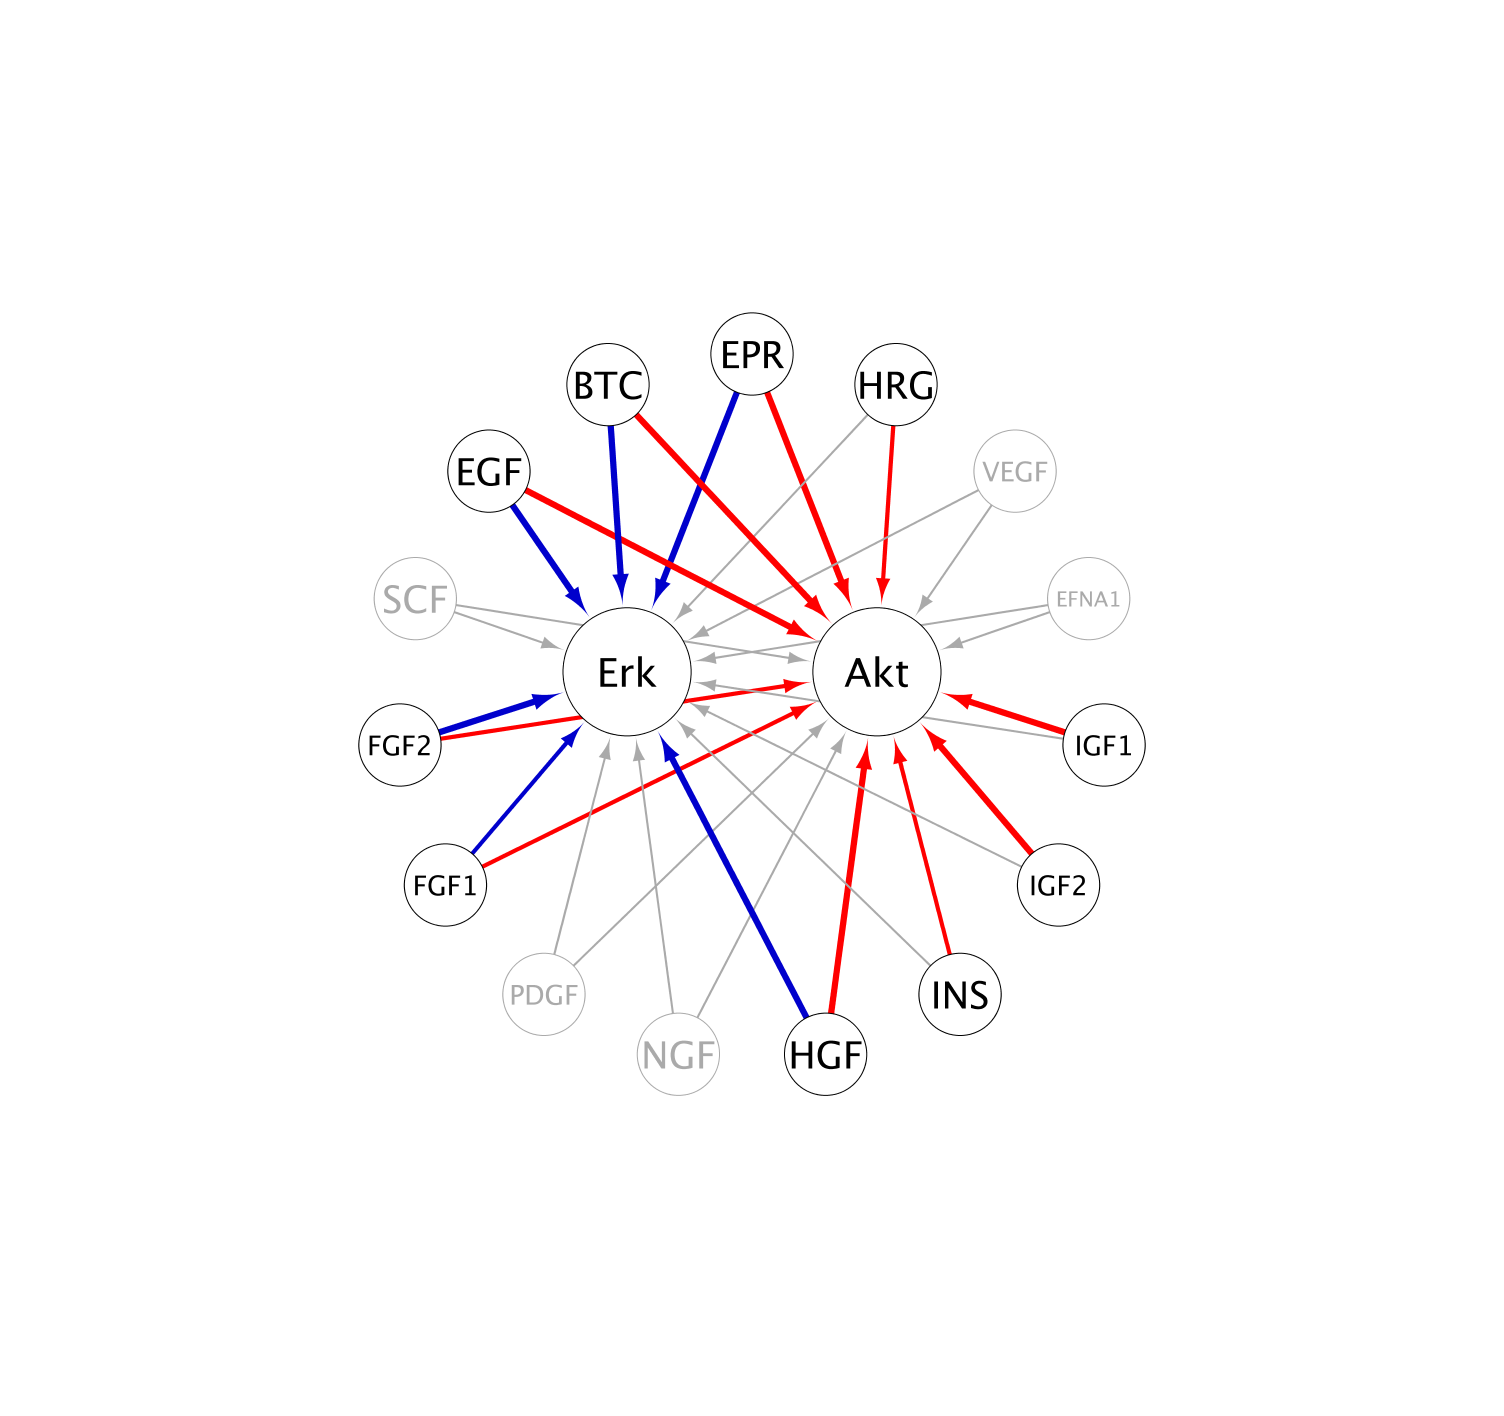 EPR
BTC
HRG
EGF
VEGF
SCF
EFNA1
Erk
Akt
FGF2
IGF1
FGF1
IGF2
PDGF
INS
NGF
HGF